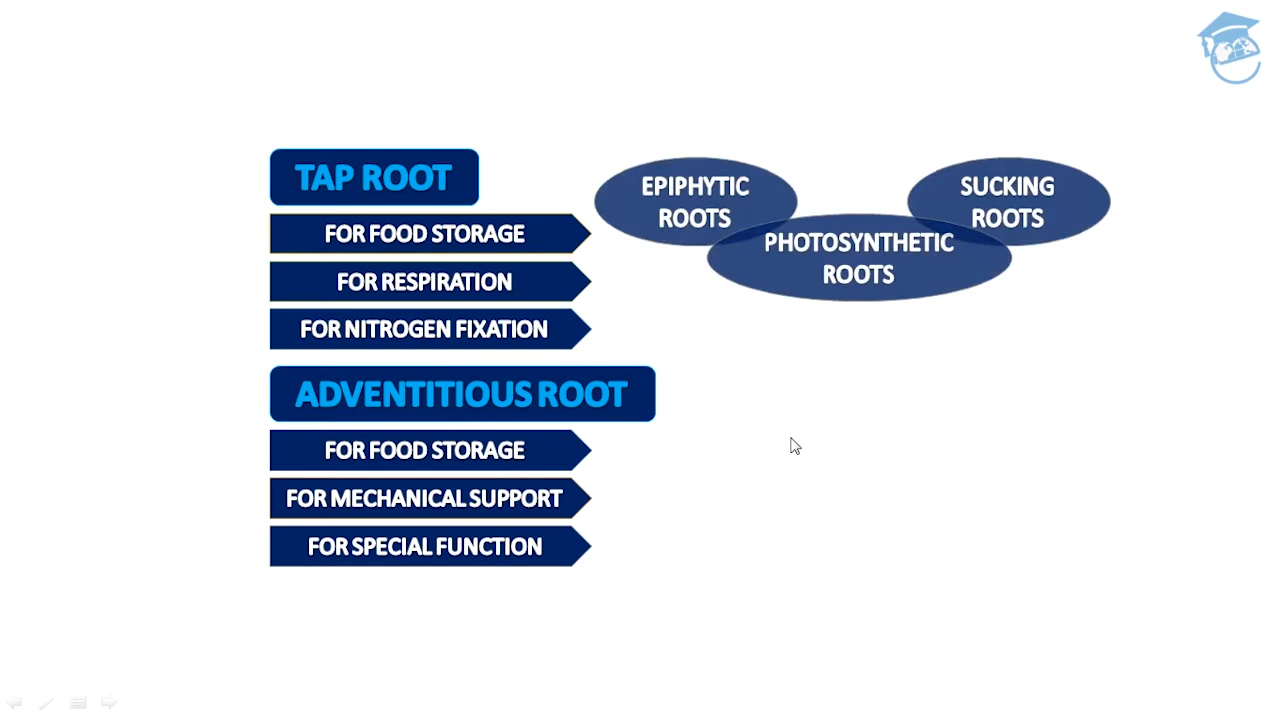 TAP ROOT
FOR FOOD STORAGE
FOR RESPIRATION
FOR NITROGEN FIXATION
EPIPHYTIC
ROOTS
PHOTOSYNTHETIC
ROOTS
SUCKING
ROOTS
ADVENTITIOUS ROOT
FOR FOOD STORAGE
FOR MECHANICAL SUPPORT
FOR SPECIAL FUNCTION